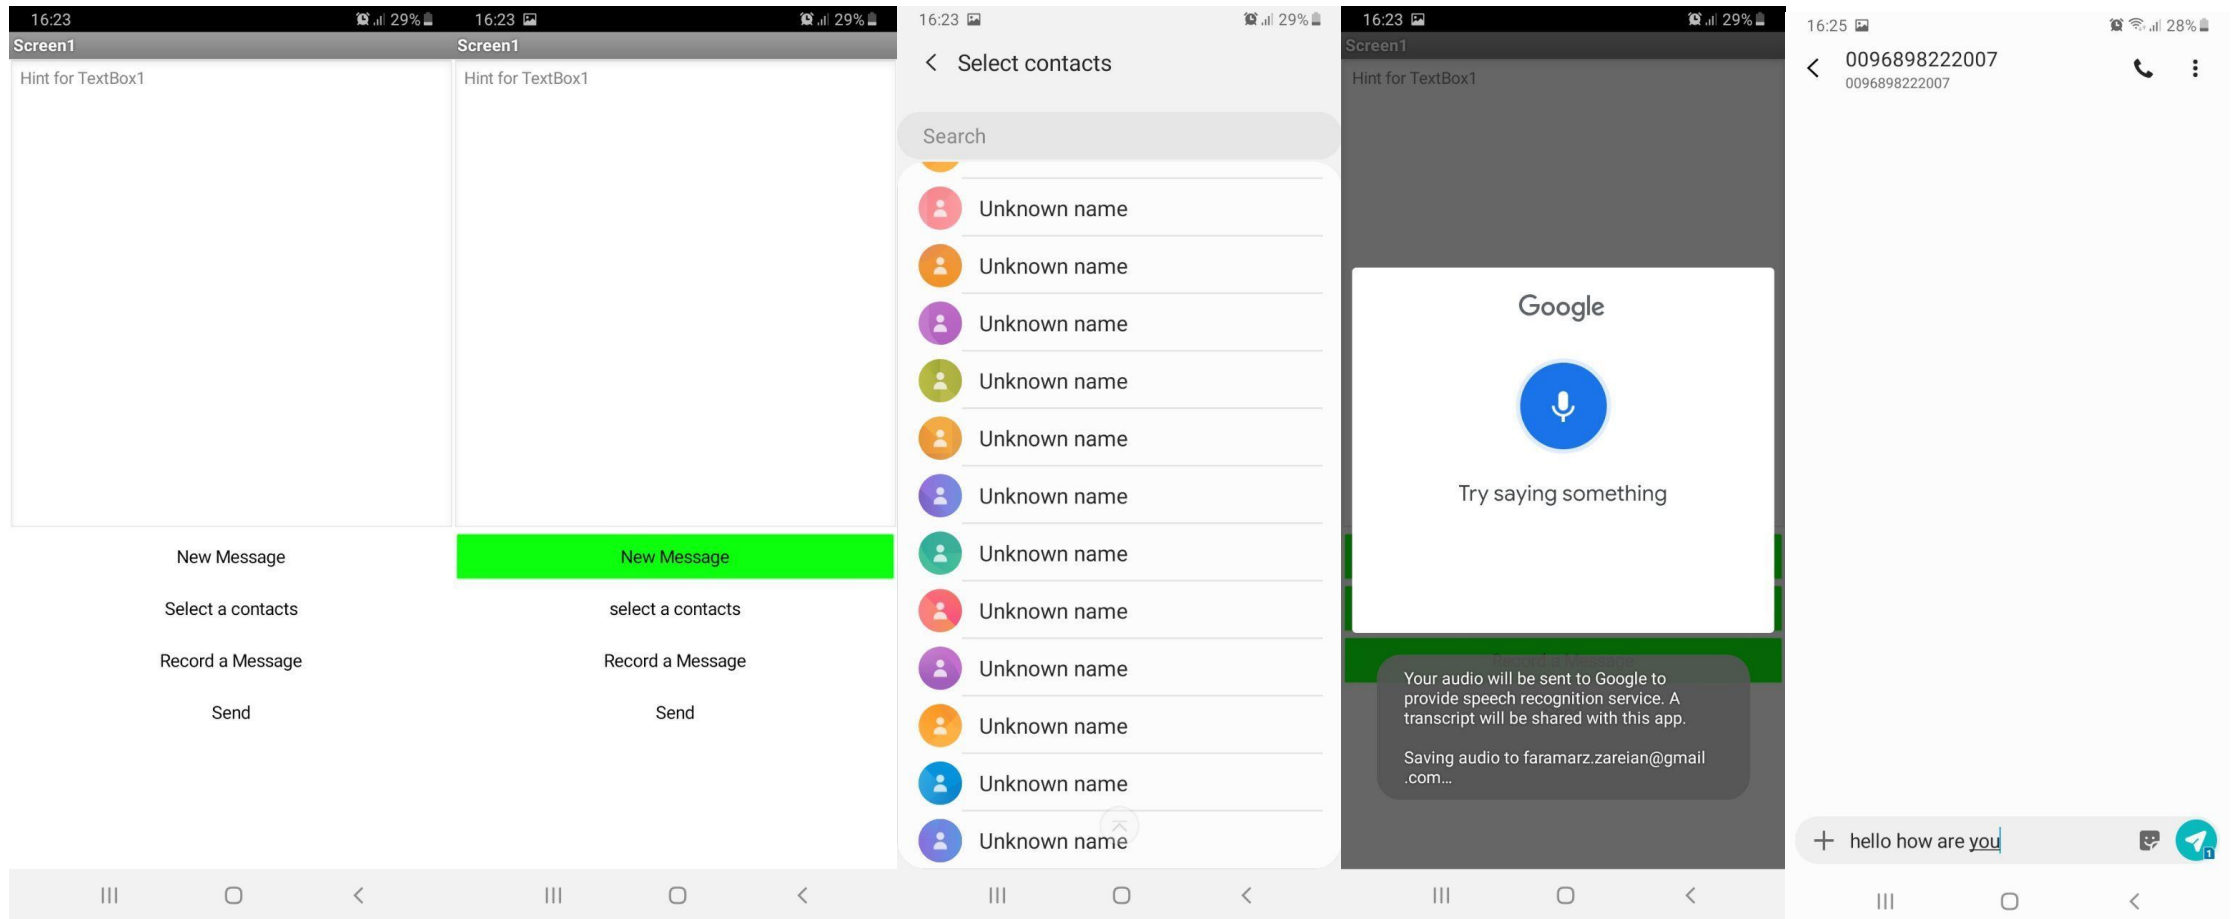 16:23
29%
Screen1
Hint for TextBox1
New Message
Select a contacts
Record a Message
Send
16:23
29%
Screen1
Hint for TextBox1
New Message
select a contacts
Record a Message
Send
16:23
29%
Select contacts
Search
Unknown name
Unknown name
Unknown name
Unknown name
Unknown name
Unknown name
Unknown name
Unknown name
Unknown name
Unknown name
Unknown name
Unknown name
16:23
29%
Screen1
Hint for TextBox1
Google
Try saying something
Record a Message
Your audio will be sent to Google to
provide speech recognition service. A
transcript will be shared with this app.
Saving audio to faramarz.zareian@gmail
.com...
16:25
28%
0096898222007
0096898222007
hello how are you
1